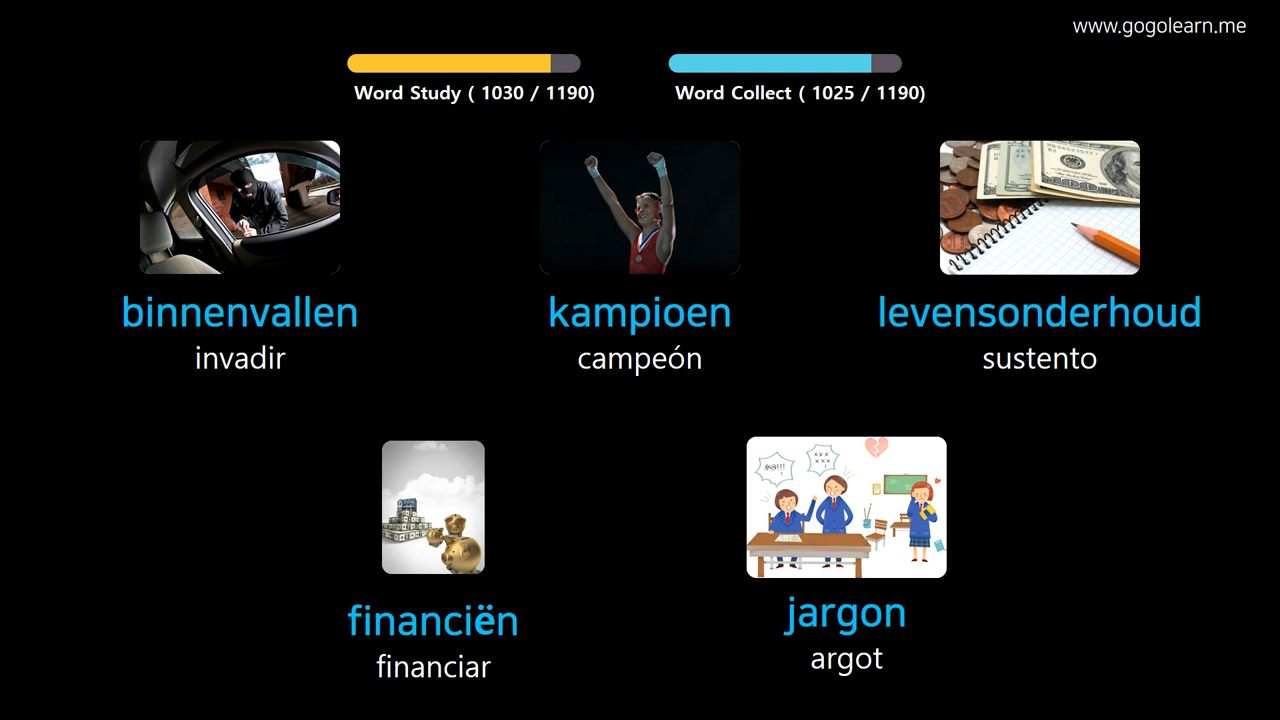 www.gogolearn.me
Word Study ( 1030 / 1190)
Word Collect ( 1025 / 1190)
binnenvallen
invadir
kampioen
campeón
levensonderhoud
sustento
financiën
financiar
jargon
argot